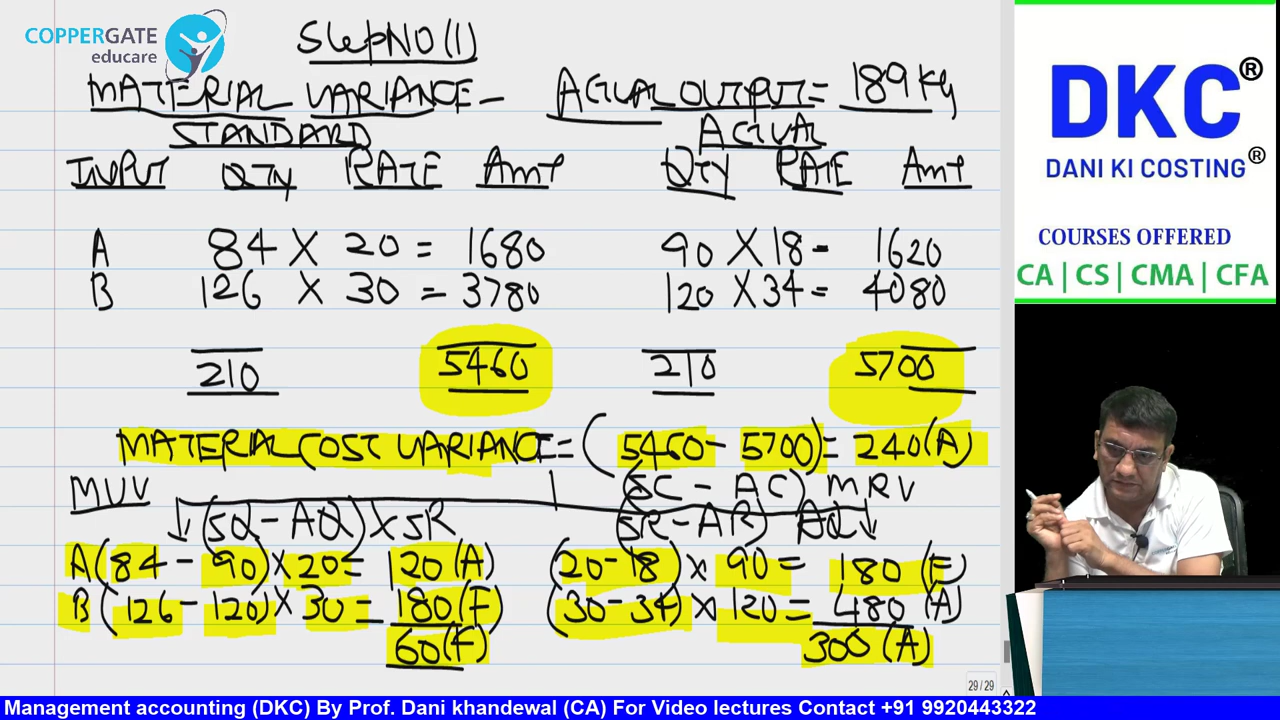 COPPERGATE
educare
Step NO (1)
MATERIAL VARIANCE - ACTUAL OUTPUT = 189 Kg
STANDARD ACTUAL
INPUT QTY RATE Amt QTY RATE Amt
A 84 X 20 = 1680 90 X 18 = 1620
B 126 X 30 = 3780 120 X 34 = 4080
210 5460 210 5700
MATERIAL COST VARIANCE = (5460 - 5700) = 240 (A)
MUV (SC - AC) MRV
(SQ - AQ) X SR (SR - AR) AQ
A (84 - 90) x 20 = 120 (A) (20 - 18) x 90 = 180 (F)
B (126 - 120) x 30 = 180 (F) (30 - 34) x 120 = 480 (A)
60 (F) 300 (A)
29 / 29
DKC®
DANI KI COSTING®
COURSES OFFERED
CA | CS | CMA | CFA
Management accounting (DKC) By Prof. Dani khandewal (CA) For Video lectures Contact +91 9920443322